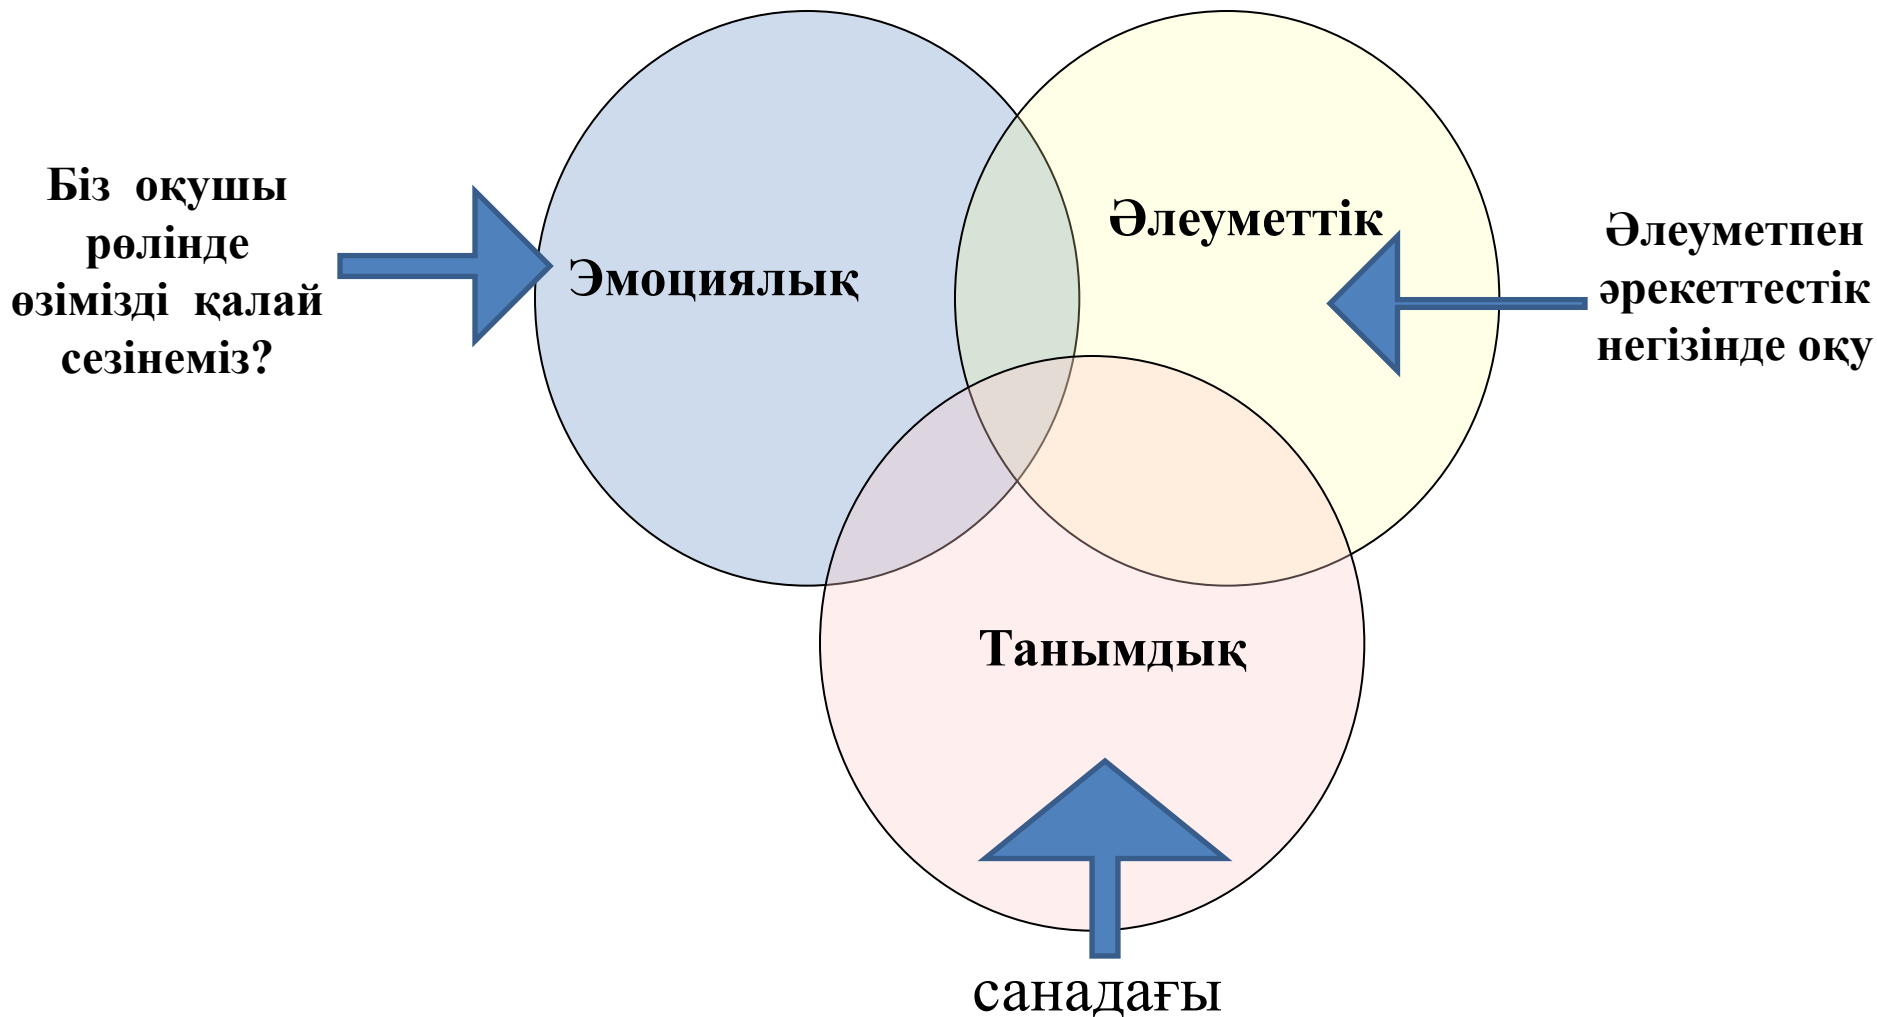 Біз оқушы
рөлінде
өзімізді қалай
сезінеміз?
Эмоциялық
Әлеуметтік
Әлеуметпен
әрекеттестік
негізінде оқу
Танымдық
санадағы